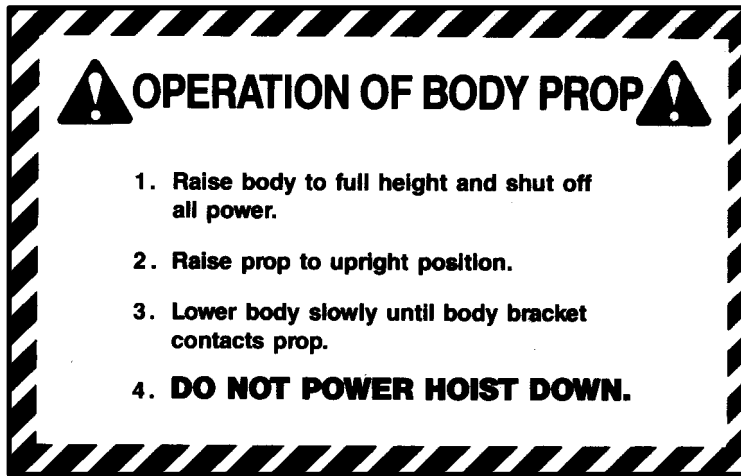 OPERATION OF BODY PROP
1. Raise body to full height and shut off
all power.
2. Raise prop to upright position.
3. Lower body slowly until body bracket
contacts prop.
4. DO NOT POWER HOIST DOWN.